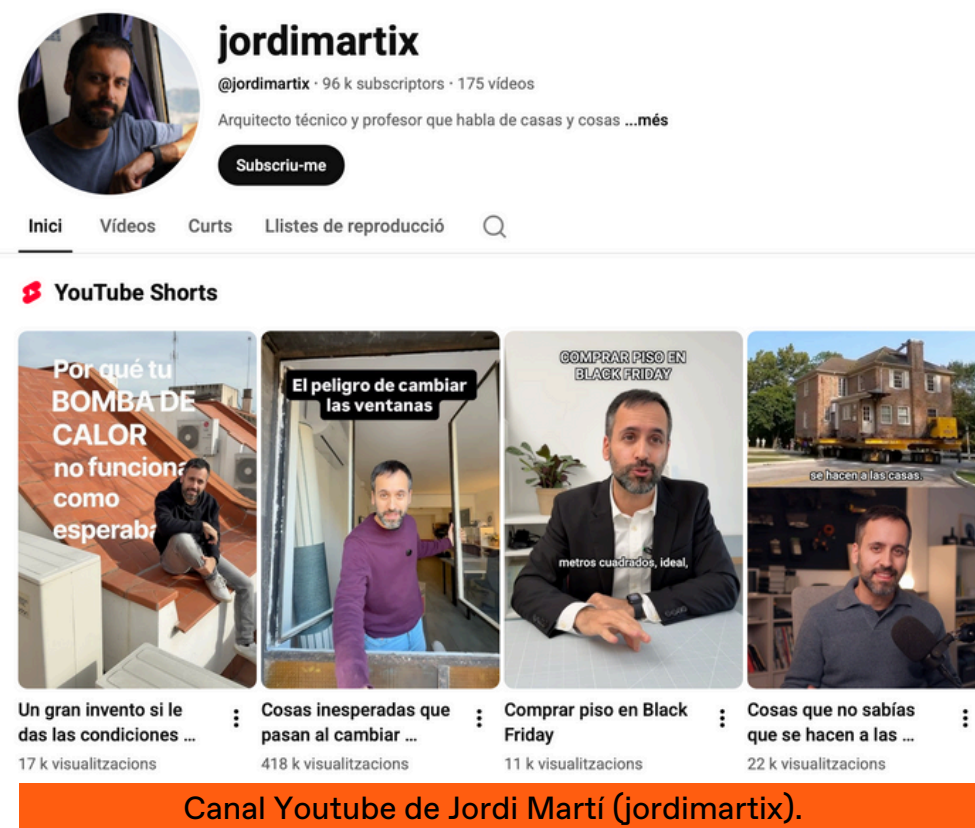 jordimartix
@jordimartix · 96 k subscriptors · 175 vídeos
Arquitecto técnico y profesor que habla de casas y cosas ...més
Subscriu-me
Inici Vídeos Curts Llistes de reproducció
YouTube Shorts
Por qué tu
BOMBA DE
CALOR
no funciona
como
esperaba
El peligro de cambiar
las ventanas
COMPRAR PISO EN
BLACK FRIDAY
metros cuadrados, ideal,
se hacen a las casas.
Un gran invento si le
das las condiciones ...
17 k visualitzacions
Cosas inesperadas que
pasan al cambiar ...
418 k visualitzacions
Comprar piso en Black
Friday
11 k visualitzacions
Cosas que no sabías
que se hacen a las ...
22 k visualitzacions
Canal Youtube de Jordi Martí (jordimartix).